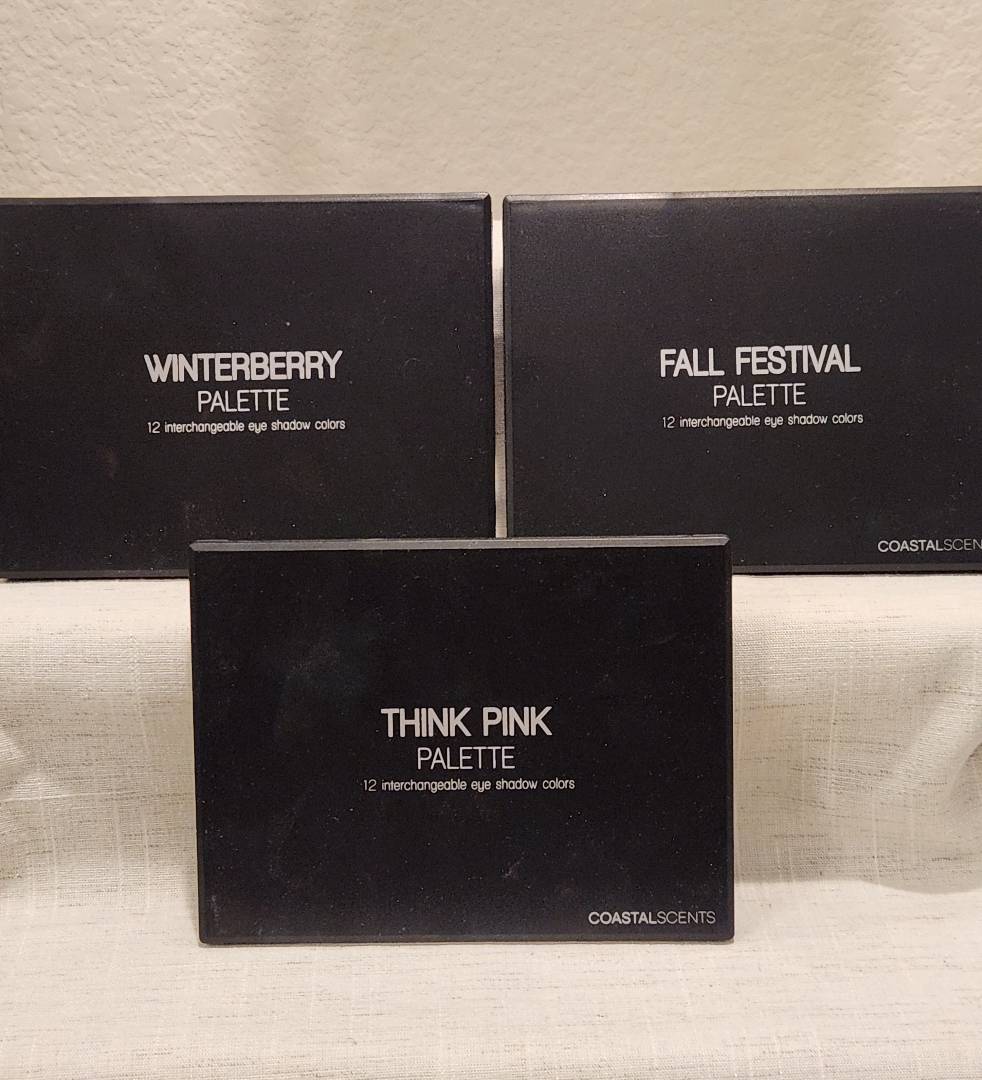 WINTERBERRY
PALETTE
12 interchangeable eye shadow colors
FALL FESTIVAL
PALETTE
12 interchangeable eye shadow colors
COASTALSCEN
THINK PINK
PALETTE
12 interchangeable eye shadow colors
COASTALSCENTS